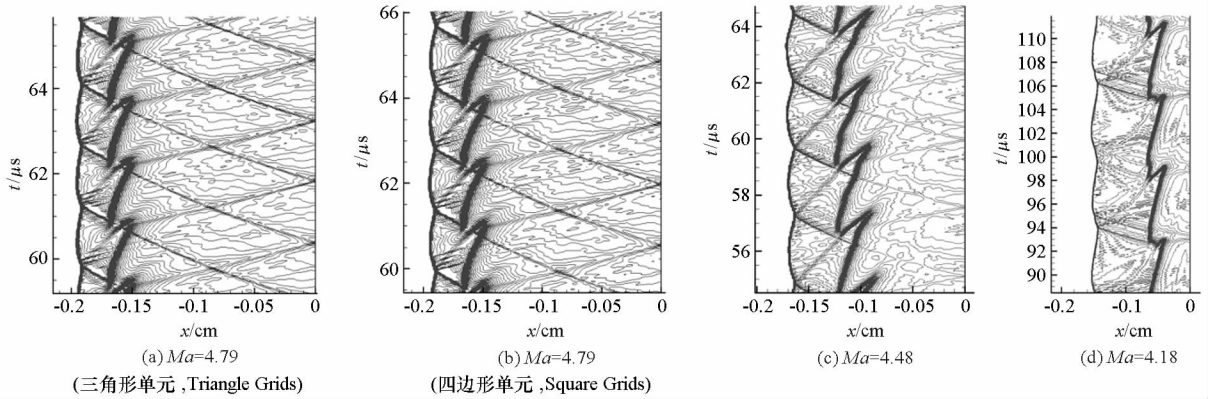 64
62
60
t/μs
-0.2
-0.15
-0.1
-0.05
0
x/cm
(a) Ma=4.79
(三角形单元 ,Triangle Grids)
66
64
62
60
t/μs
-0.2
-0.15
-0.1
-0.05
0
x/cm
(b) Ma=4.79
(四边形单元 ,Square Grids)
64
62
60
58
56
t/μs
-0.2
-0.15
-0.1
-0.05
0
x/cm
(c) Ma=4.48
110
108
106
104
102
100
98
96
94
92
90
t/μs
-0.2
-0.1
0
x/cm
(d) Ma=4.18